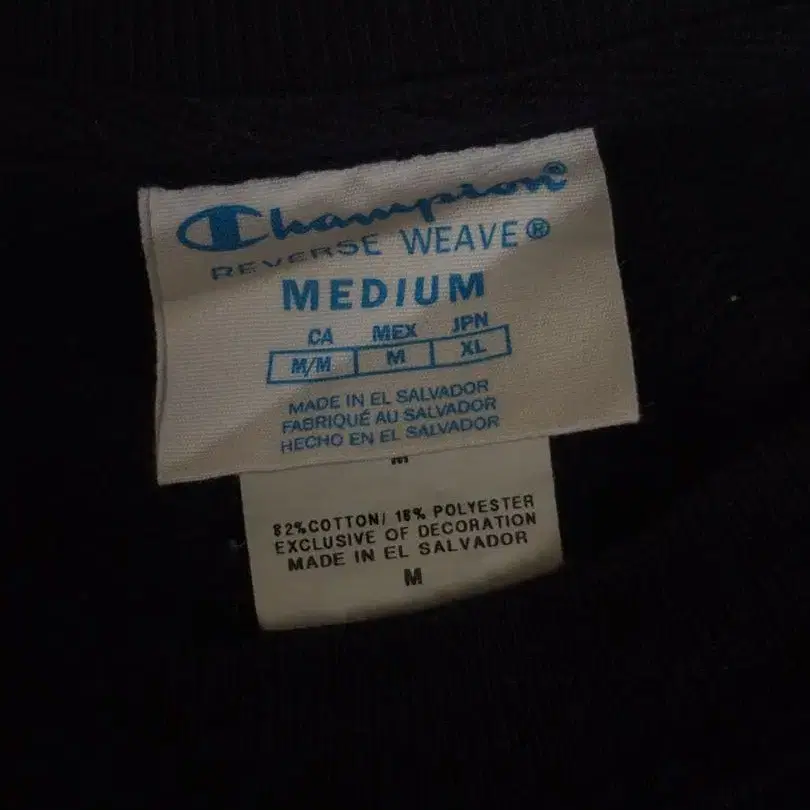 Champion®
REVERSE WEAVE®
MEDIUM
CA MEX JPN
M/M M XL
MADE IN EL SALVADOR
FABRIQUÉ AU SALVADOR
HECHO EN EL SALVADOR
M
82%COTTON/ 18% POLYESTER
EXCLUSIVE OF DECORATION
MADE IN EL SALVADOR
M